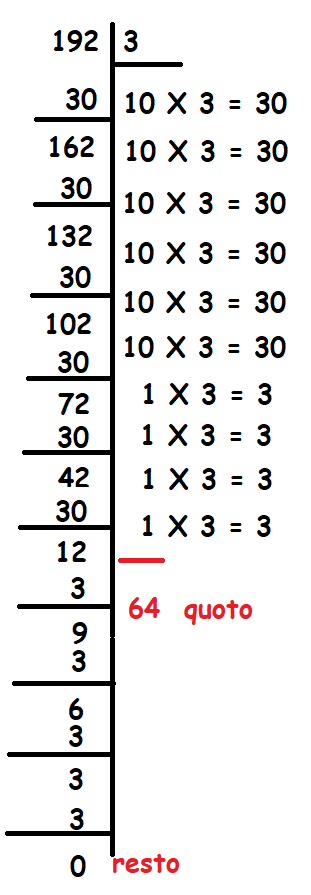 192 3
30 10 X 3 = 30
162 10 X 3 = 30
30 10 X 3 = 30
132 10 X 3 = 30
30 10 X 3 = 30
102 10 X 3 = 30
30 1 X 3 = 3
72 1 X 3 = 3
30 1 X 3 = 3
42 1 X 3 = 3
30
12
3 64 quoto
9
3
6
3
3
3
0 resto